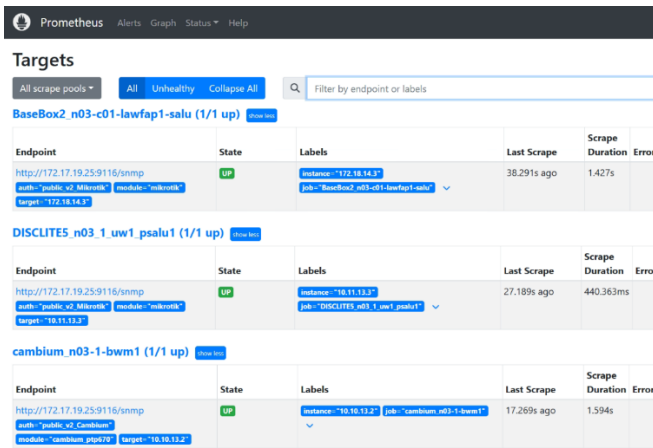 Prometheus Alerts Graph Status Help
Targets
All scrape pools All Unhealthy Collapse All Filter by endpoint or labels
BaseBox2_n03-c01-lawfap1-salu (1/1 up) show less
Endpoint State Labels Last Scrape Scrape Duration Error
http://172.17.19.25:9116/snmp UP instance="172.18.14.3" 38.291s ago 1.427s
auth="public_v2_Mikrotik" module="mikrotik" job="BaseBox2_n03-c01-lawfap1-salu"
target="172.18.14.3"
DISCLITE5_n03_1_uw1_psalu1 (1/1 up) show less
Endpoint State Labels Last Scrape Scrape Duration Erro
http://172.17.19.25:9116/snmp UP instance="10.11.13.3" 27.189s ago 440.363ms
auth="public_v2_Mikrotik" module="mikrotik" job="DISCLITE5_n03_1_uw1_psalu1"
target="10.11.13.3"
cambium_n03-1-bwm1 (1/1 up) show less
Endpoint State Labels Last Scrape Scrape Duration Error
http://172.17.19.25:9116/snmp UP instance="10.10.13.2" job="cambium_n03-1-bwm1" 17.269s ago 1.594s
auth="public_v2_Cambium"
module="cambium_ptp670" target="10.10.13.2"